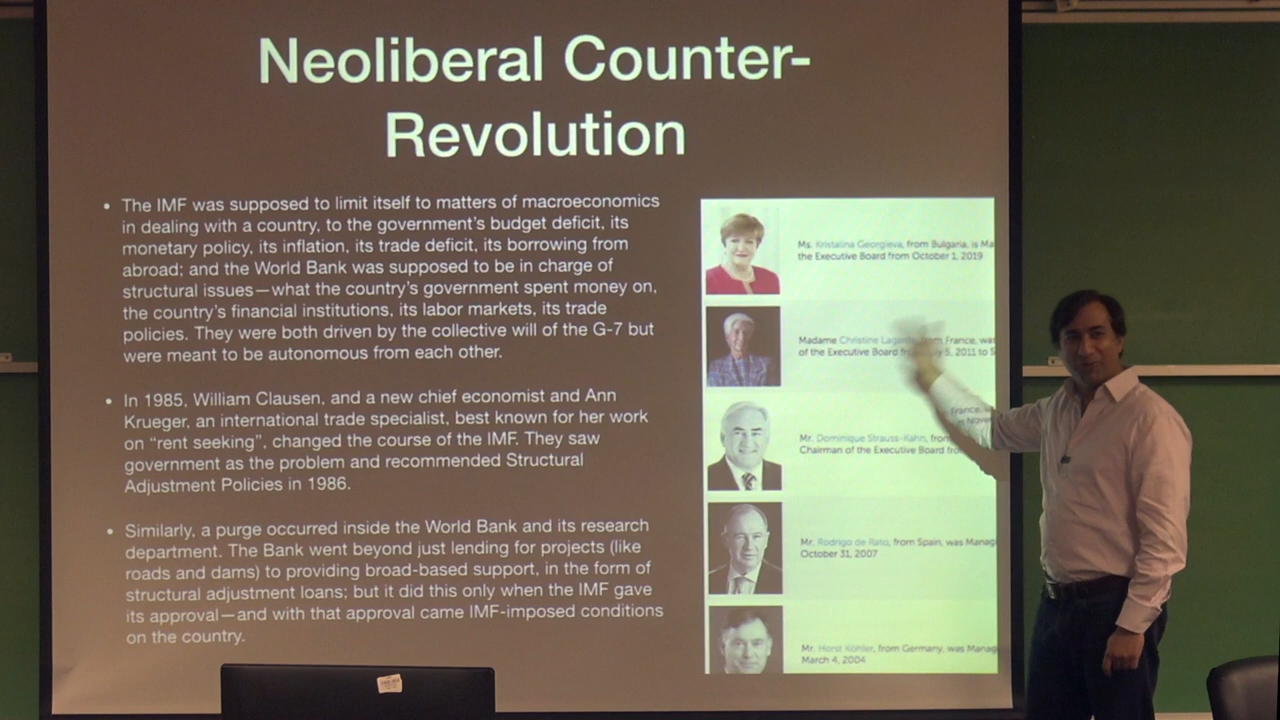 Neoliberal Counter-
Revolution
• The IMF was supposed to limit itself to matters of macroeconomics
in dealing with a country, to the government's budget deficit, its
monetary policy, its inflation, its trade deficit, its borrowing from
abroad; and the World Bank was supposed to be in charge of
structural issues—what the country's government spent money on,
the country's financial institutions, its labor markets, its trade
policies. They were both driven by the collective will of the G-7 but
were meant to be autonomous from each other.
• In 1985, William Clausen, and a new chief economist and Ann
Krueger, an international trade specialist, best known for her work
on "rent seeking", changed the course of the IMF. They saw
government as the problem and recommended Structural
Adjustment Policies in 1986.
• Similarly, a purge occurred inside the World Bank and its research
department. The Bank went beyond just lending for projects (like
roads and dams) to providing broad-based support, in the form of
structural adjustment loans; but it did this only when the IMF gave
its approval—and with that approval came IMF-imposed conditions
on the country.
Ms. Kristalina Georgieva, from Bulgaria, is Ma
the Executive Board from October 1, 2019
Madame Christine from France, was
of the Executive Board 5, 2011 to
Mr. Dominique Strauss-Kahn, from France,
Chairman of the Executive Board
Mr. Rodrigo de Rato, from Spain, was Manag
October 31, 2007
Mr. Horst Köhler, from Germany, was Manag
March 4, 2004